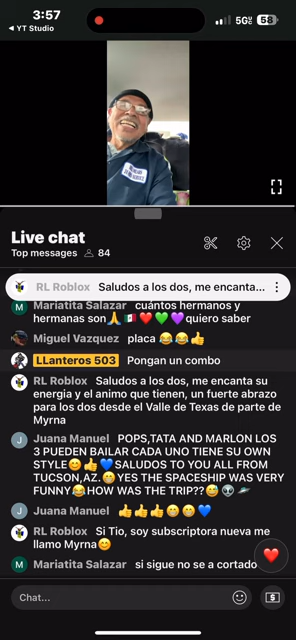 3:57
5G
53
◀ YT Studio
Live chat
Top messages 84
RL Roblox Saludos a los dos, me encanta...
Mariatita Salazar cuántos hermanos y
hermanas son🙏🇲🇽❤️💚💜quiero saber
Miguel Vazquez placa 😂😂👍
LLanteros 503 Pongan un combo
RL Roblox Saludos a los dos, me encanta su
energia y el animo que tienen, un fuerte abrazo
para los dos desde el Valle de Texas de parte de
Myrna
J Juana Manuel POPS,TATA AND MARLON LOS
3 PUEDEN BAILAR CADA UNO TIENE SU OWN
STYLE😊👍💙SALUDOS TO YOU ALL FROM
TUCSON,AZ.😁YES THE SPACESHIP WAS VERY
FUNNY😂HOW WAS THE TRIP??😅👽🛸
J Juana Manuel 👍👍👍😁😁💙
RL Roblox Si Tio, soy subscriptora nueva me
llamo Myrna😊
M Mariatita Salazar si sigue no se a cortado
Chat...